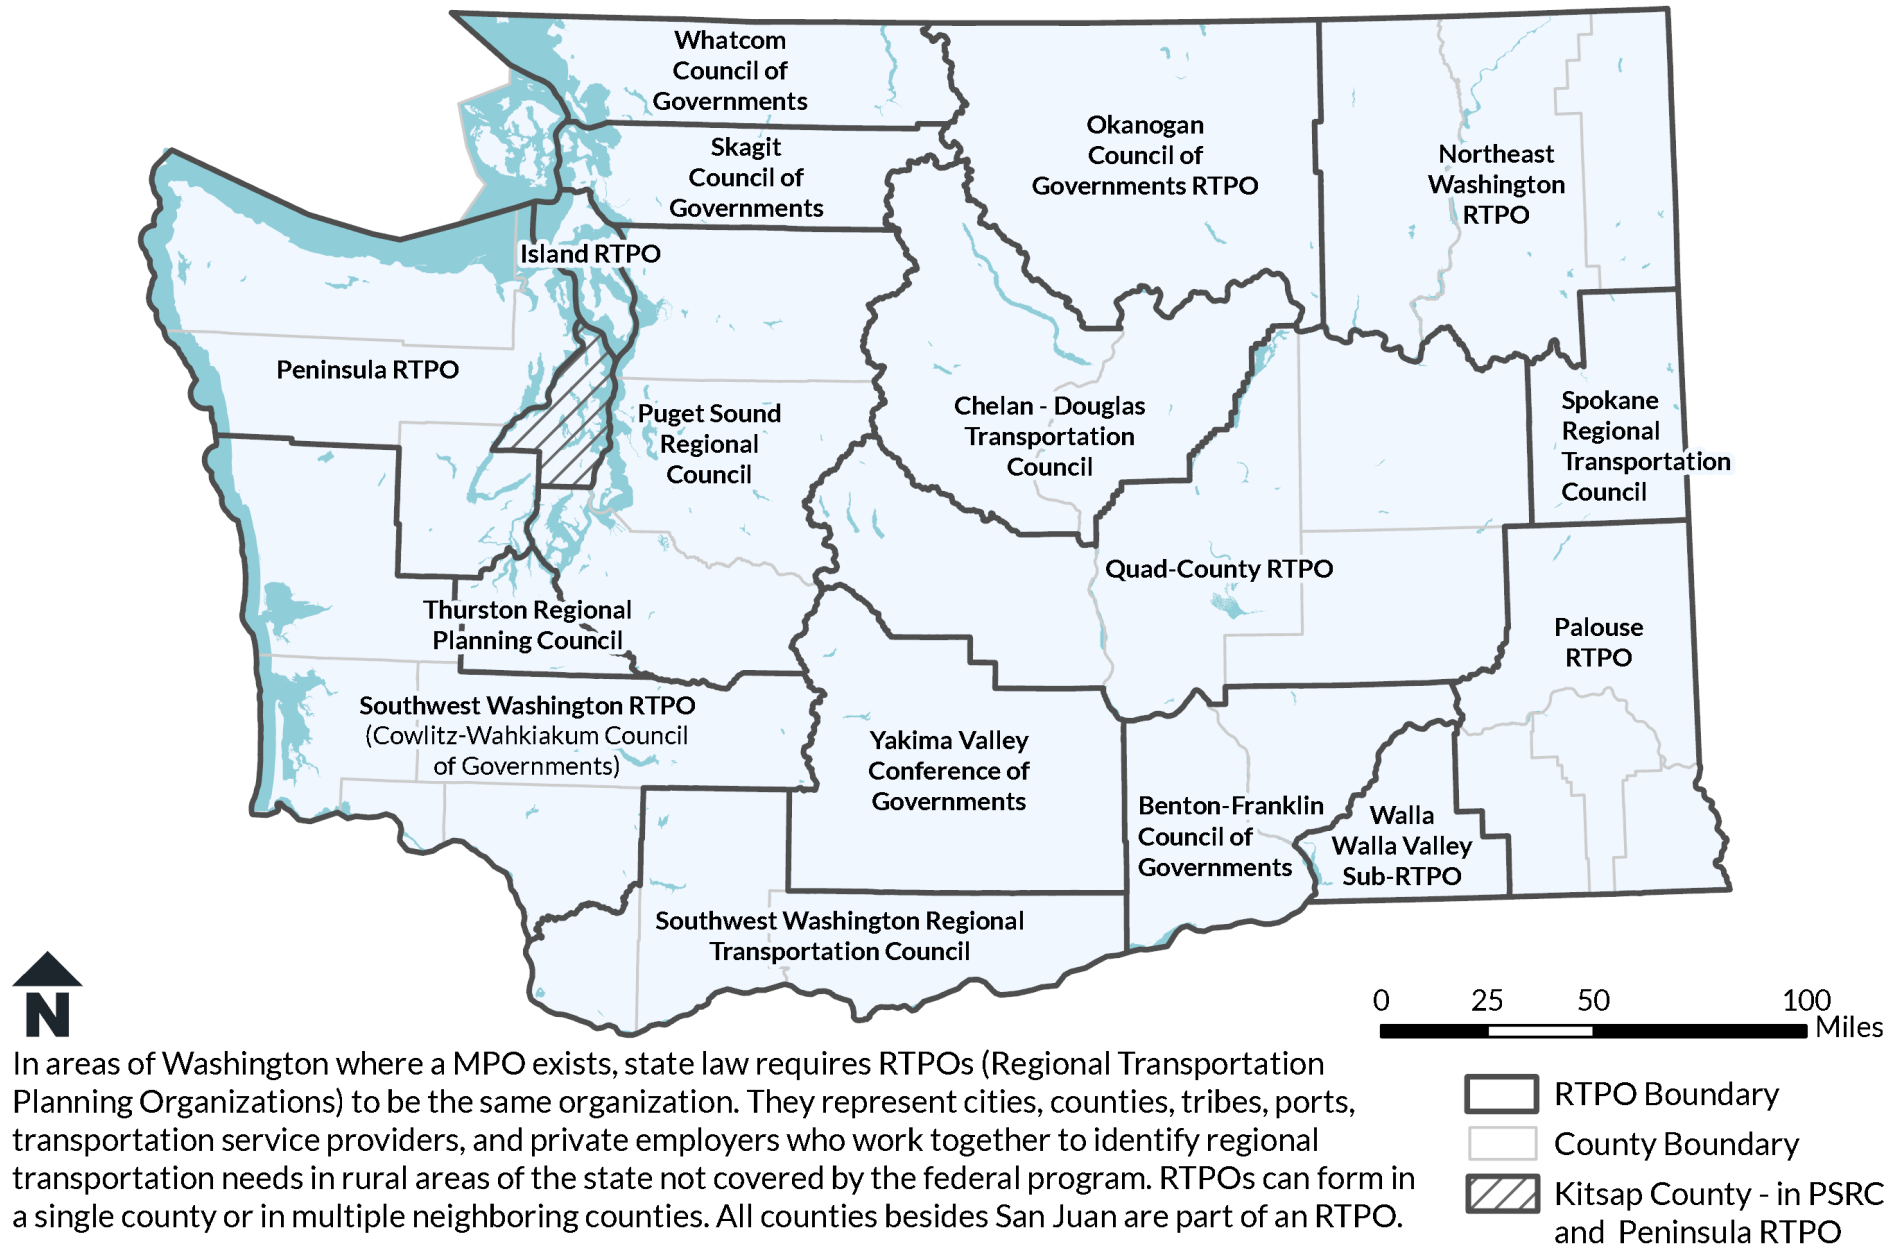 Whatcom
Council of
Governments
Skagit
Council of
Governments
Okanogan
Council of
Governments RTPO
Northeast
Washington
RTPO
Island RTPO
Peninsula RTPO
Puget Sound
Regional
Council
Chelan - Douglas
Transportation
Council
Spokane
Regional
Transportation
Council
Quad-County RTPO
Thurston Regional
Planning Council
Palouse
RTPO
Southwest Washington RTPO
(Cowlitz-Wahkiakum Council
of Governments)
Yakima Valley
Conference of
Governments
Benton-Franklin
Council of
Governments
Walla
Walla Valley
Sub-RTPO
Southwest Washington Regional
Transportation Council
N
0 25 50 100
Miles
In areas of Washington where a MPO exists, state law requires RTPOs (Regional Transportation
Planning Organizations) to be the same organization. They represent cities, counties, tribes, ports,
transportation service providers, and private employers who work together to identify regional
transportation needs in rural areas of the state not covered by the federal program. RTPOs can form in
a single county or in multiple neighboring counties. All counties besides San Juan are part of an RTPO.
RTPO Boundary
County Boundary
Kitsap County - in PSRC
and Peninsula RTPO